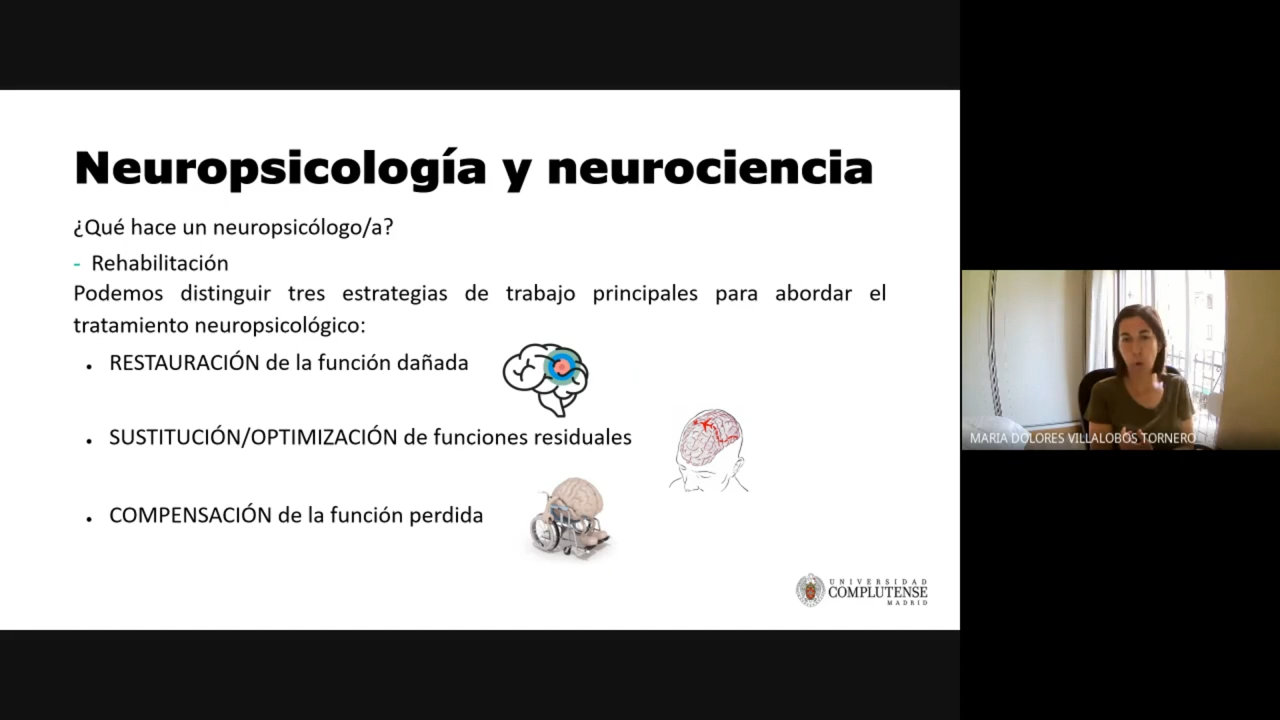 Neuropsicología y neurociencia
¿Qué hace un neuropsicólogo/a?
- Rehabilitación
Podemos distinguir tres estrategias de trabajo principales para abordar el
tratamiento neuropsicológico:
• RESTAURACIÓN de la función dañada
• SUSTITUCIÓN/OPTIMIZACIÓN de funciones residuales
• COMPENSACIÓN de la función perdida
UNIVERSIDAD
COMPLUTENSE
MADRID
MARIA DOLORES VILLALOBOS TORNERO